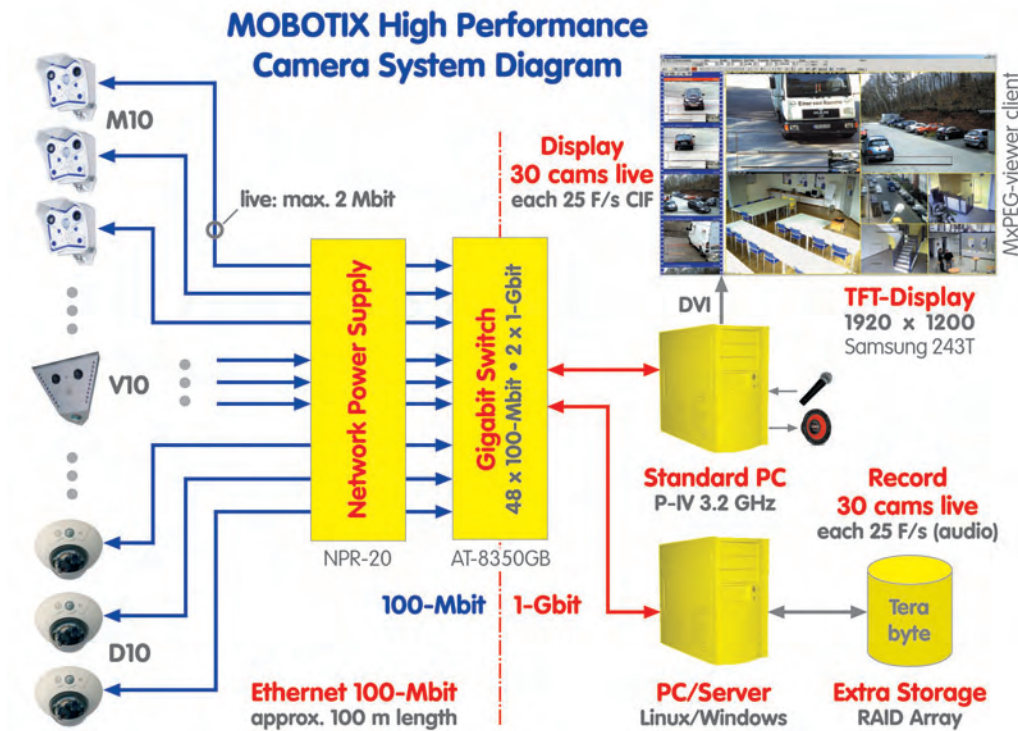 MOBOTIX High Performance
Camera System Diagram
M10
live: max. 2 Mbit
Display
30 cams live
each 25 F/s CIF
MxPEG-viewer client
DVI
TFT-Display
1920 x 1200
Samsung 243T
V10
Network Power Supply
Gigabit Switch
48 x 100-Mbit • 2 x 1-Gbit
NPR-20
AT-8350GB
Standard PC
P-IV 3.2 GHz
Record
30 cams live
each 25 F/s (audio)
100-Mbit
1-Gbit
Tera
byte
D10
Ethernet 100-Mbit
approx. 100 m length
PC/Server
Linux/Windows
Extra Storage
RAID Array